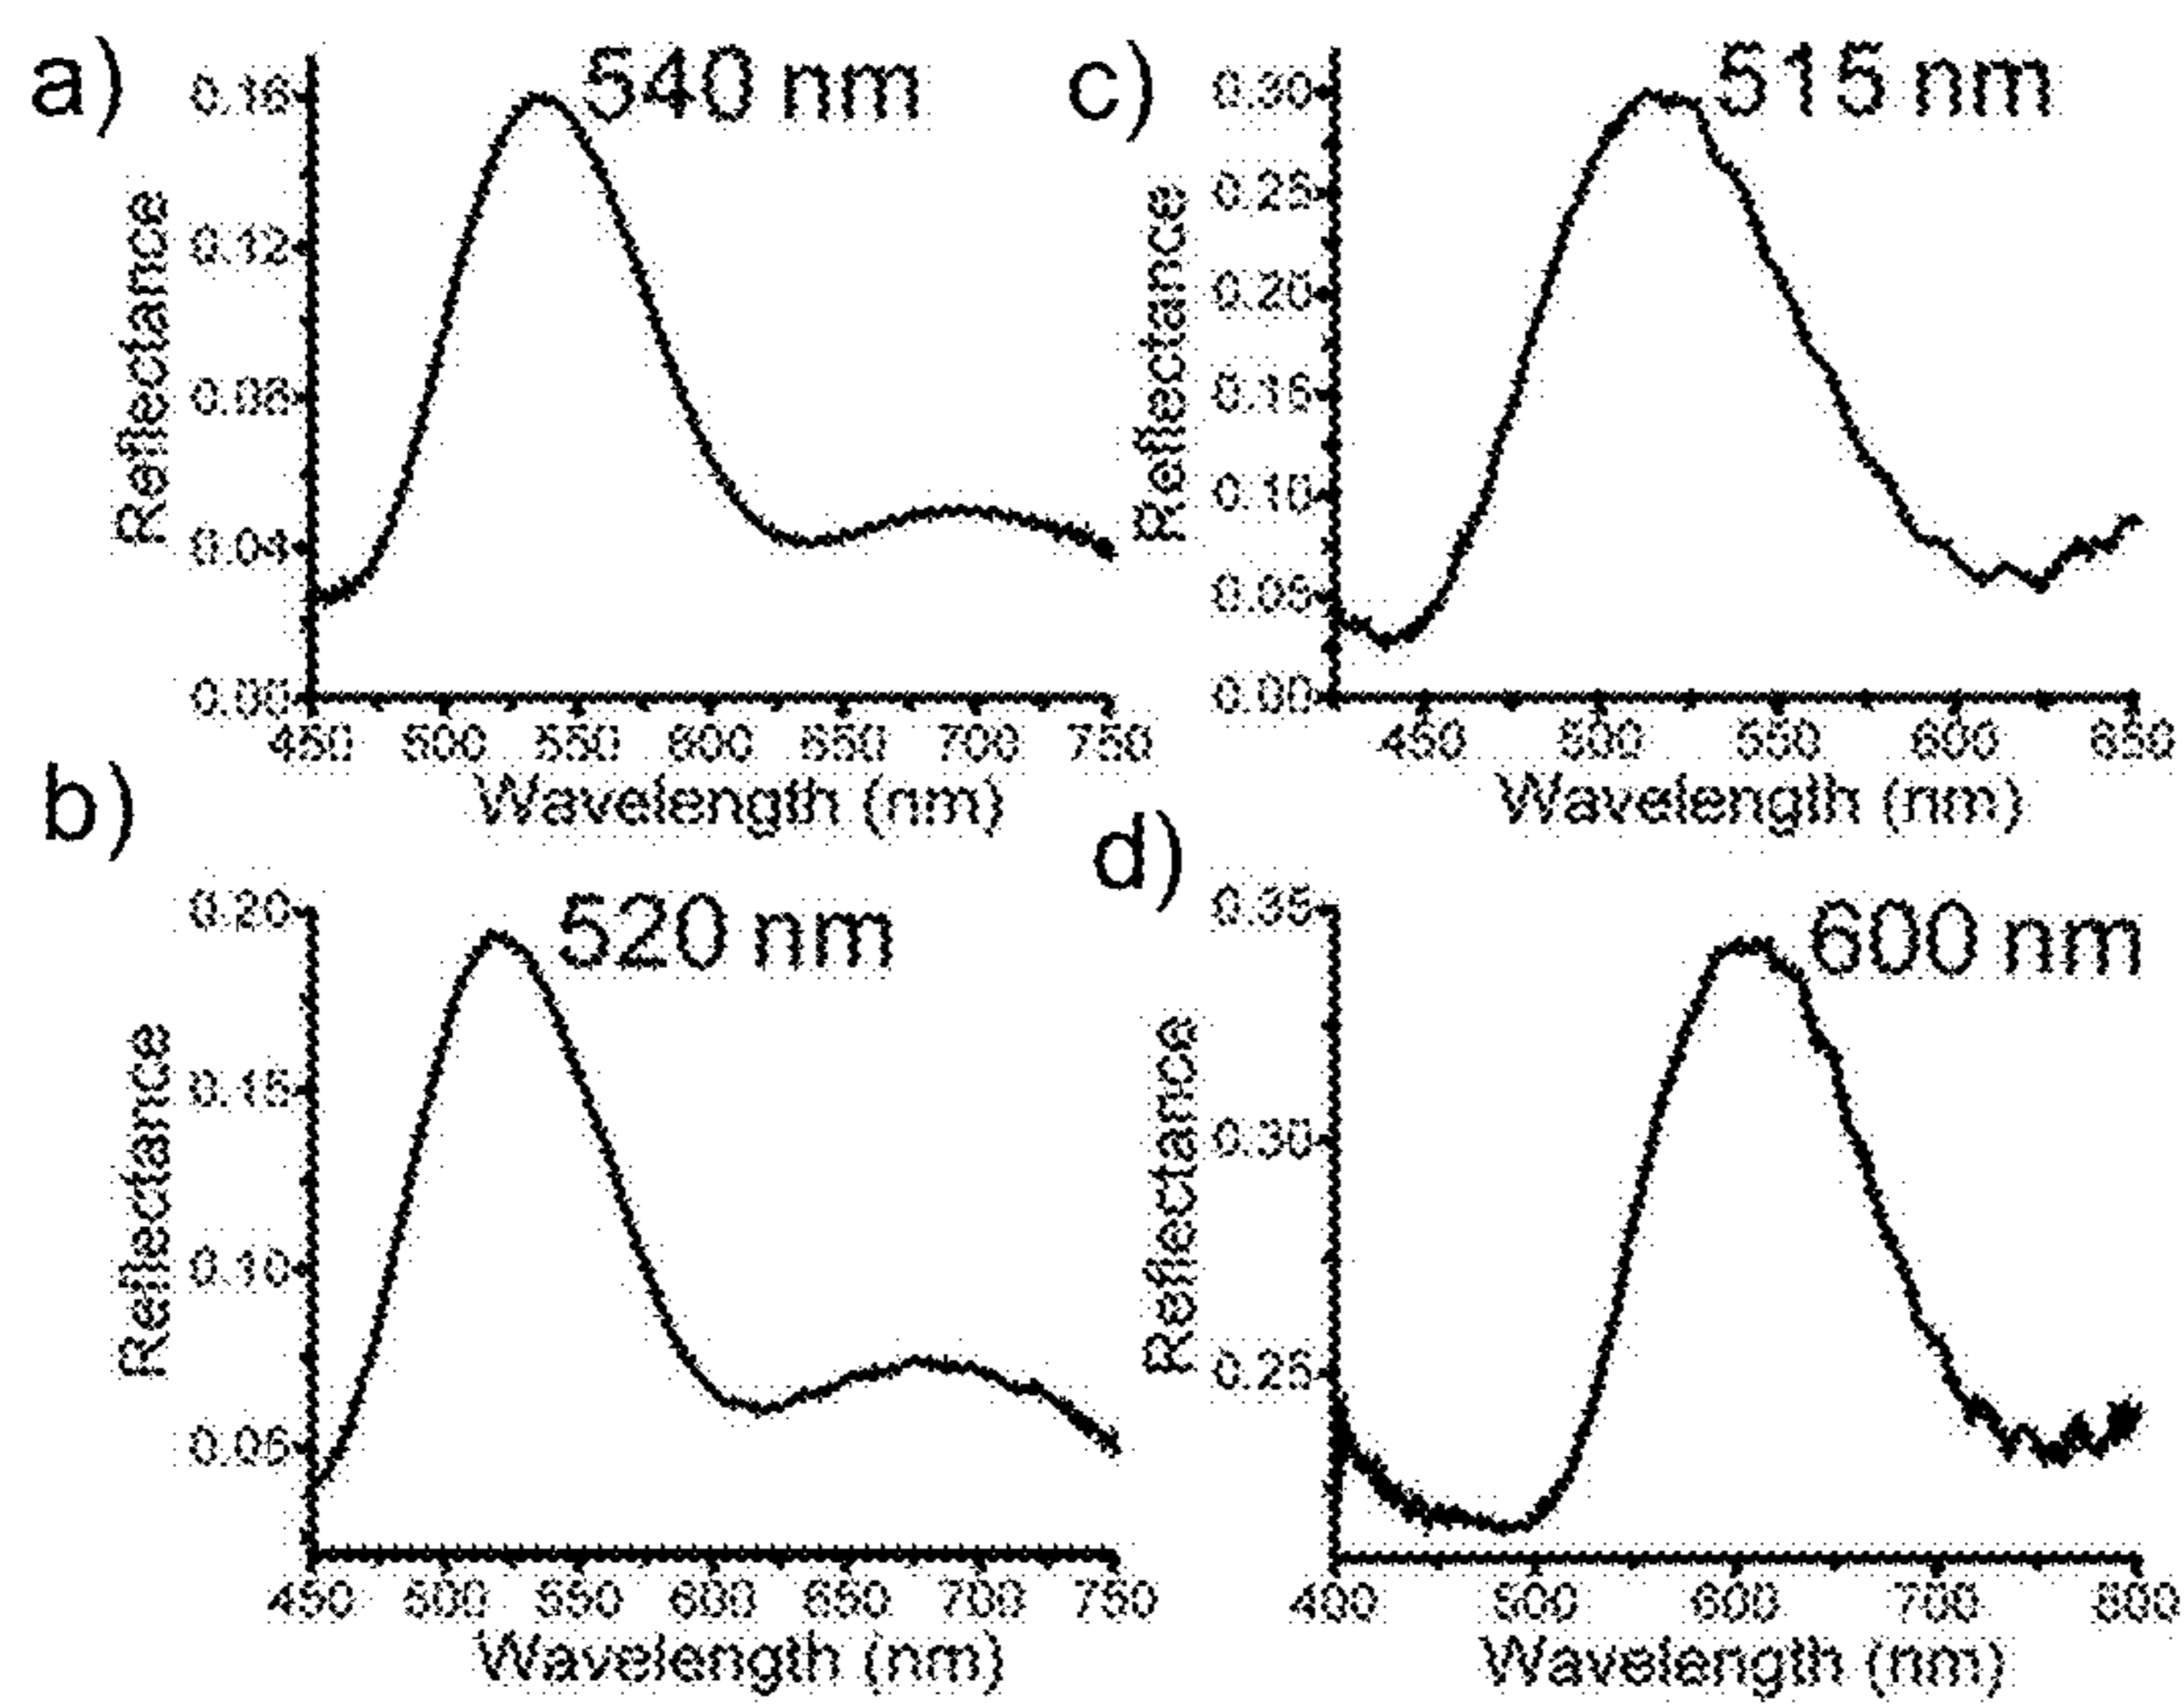 a)
540 nm
0.16
0.12
0.08
0.04
0.00
Reflectance
450 500 550 600 650 700 750
Wavelength (nm)
c)
515 nm
0.30
0.25
0.20
0.15
0.10
0.05
0.00
Reflectance
450 500 550 600 650
Wavelength (nm)
b)
520 nm
0.20
0.15
0.10
0.05
Reflectance
450 500 550 600 650 700 750
Wavelength (nm)
d)
600 nm
0.35
0.30
0.25
Reflectance
400 500 600 700 800
Wavelength (nm)